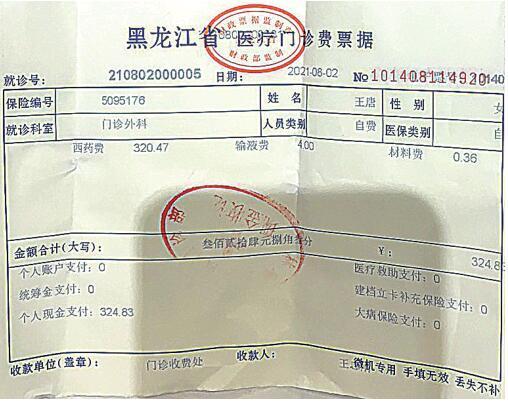 黑龙江省 医疗门诊费票据
财政部监制
就诊号: 210802000005 日期: 2021-08-02 No 101408114920
保险编号 5095176 姓名 王唐 性别 女
就诊科室 门诊外科 人员类别 自费 医保类别 自
西药费 320.47 输液费 4.00 材料费 0.36
金额合计(大写): 叁佰贰拾肆元捌角叁分 ¥: 324.83
个人账户支付: 0 医疗救助支付: 0
统筹金支付: 0 建档立卡补充保险支付: 0
个人现金支付: 324.83 大病保险支付: 0
收款单位(盖章): 门诊收费处 收款人: 王 微机专用 手填无效 丢失不补